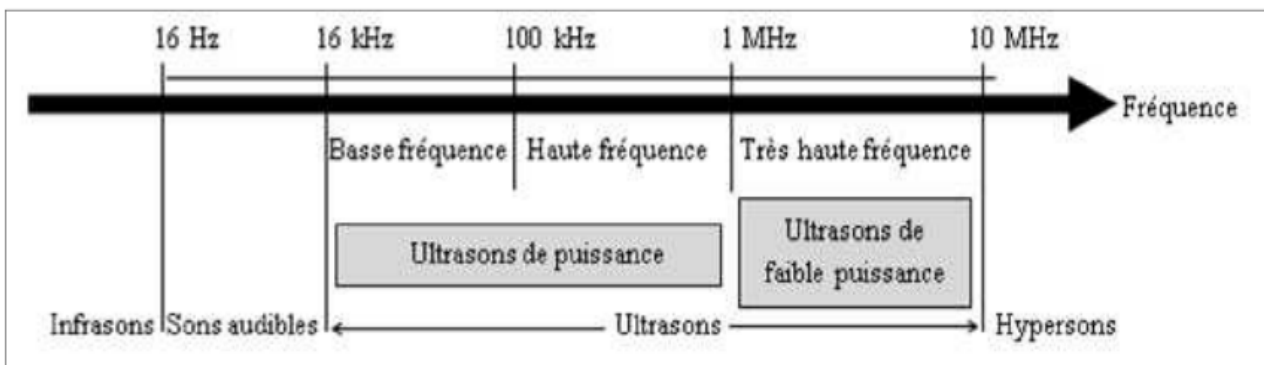 16 Hz 16 kHz 100 kHz 1 MHz 10 MHz
Fréquence
Basse fréquence Haute fréquence Très haute fréquence
Ultrasons de puissance
Ultrasons de
faible puissance
Infrasons Sons audibles Ultrasons Hypersons